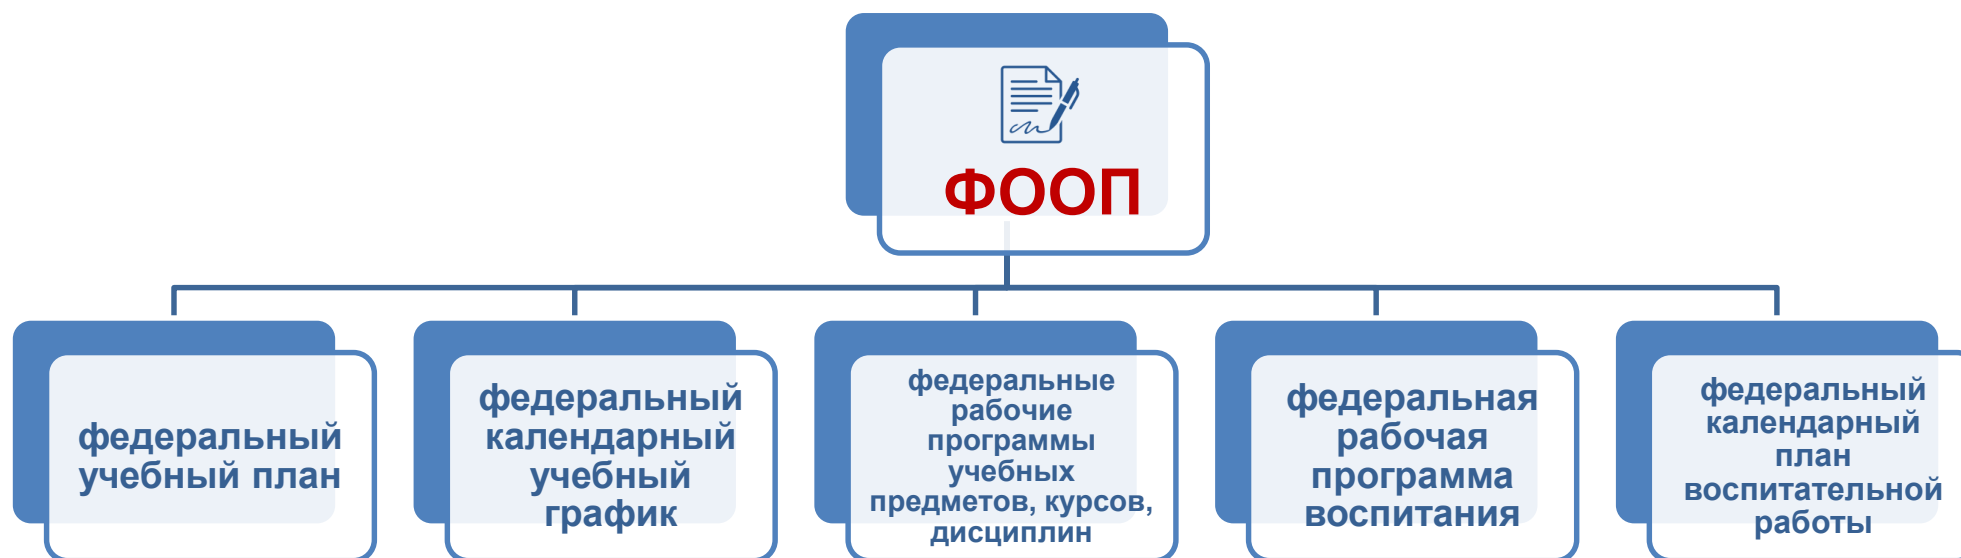 ФООП
федеральный
учебный план
федеральный
календарный
учебный
график
федеральные
рабочие
программы
учебных
предметов, курсов,
дисциплин
федеральная
рабочая
программа
воспитания
федеральный
календарный
план
воспитательной
работы